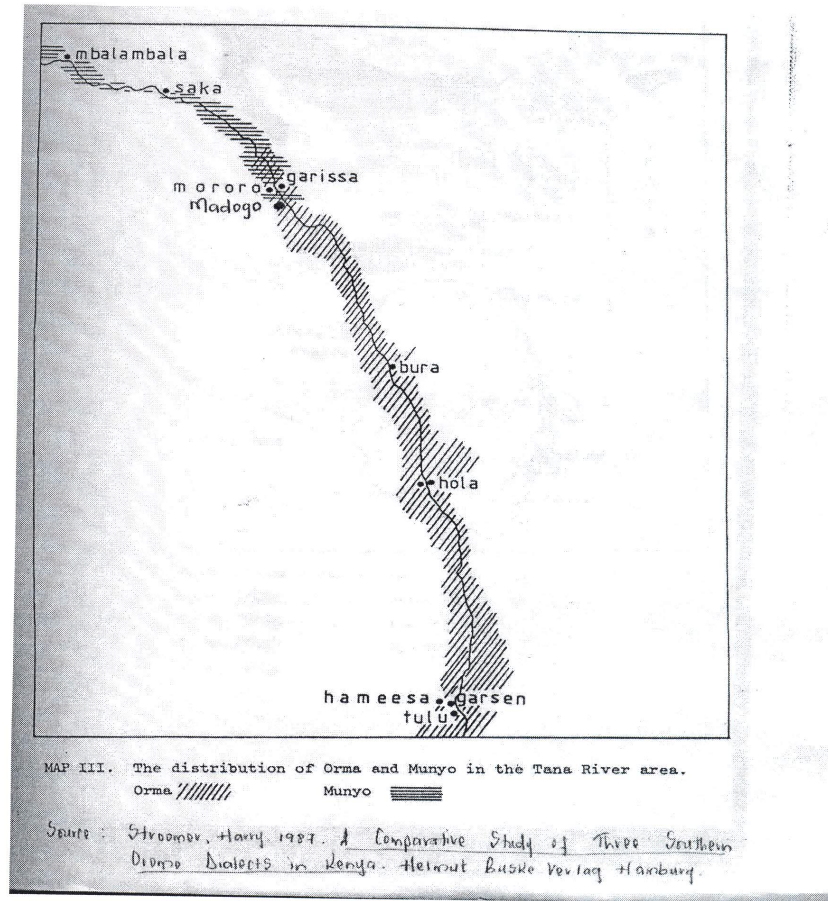 mbalambala
saka
garissa
mororo
Madogo
bura
hola
hameesa garsen
tulu
MAP III. The distribution of Orma and Munyo in the Tana River area.
Orma Munyo
Source : Stroomer, Harry. 1987. A Comparative Study of Three Southern
Oromo Dialects in Kenya. Helmut Buske Verlag Hamburg.